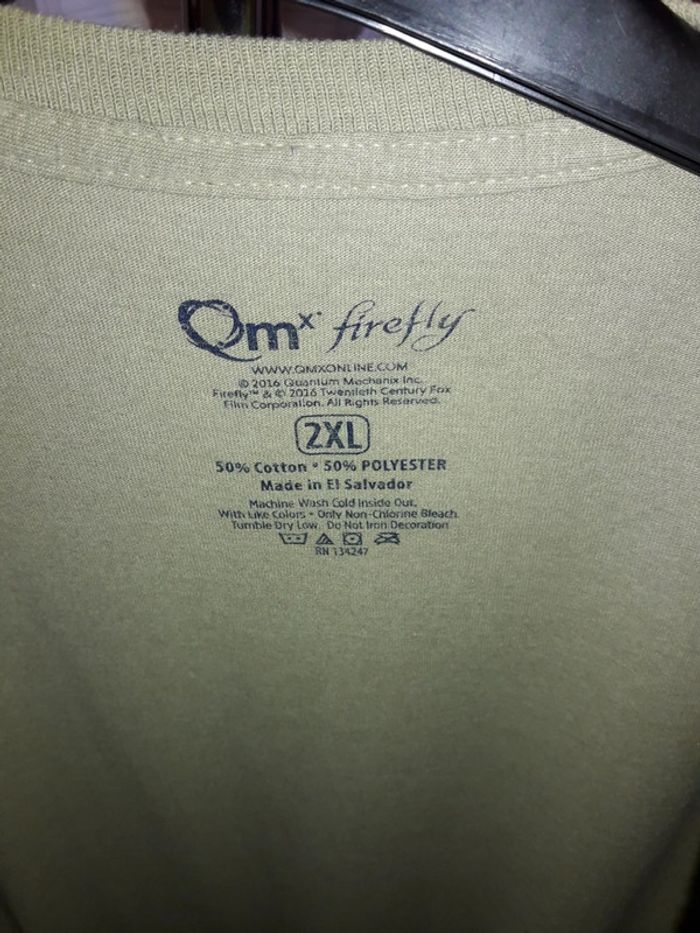 Qmx firefly
WWW.QMXONLINE.COM
© 2016 Quantum Mechanix Inc.
Firefly™ & © 2016 Twentieth Century Fox
Film Corporation. All Rights Reserved.
2XL
50% Cotton • 50% POLYESTER
Made in El Salvador
Machine Wash Cold Inside Out.
With Like Colors • Only Non-Chlorine Bleach.
Tumble Dry Low. Do Not Iron Decoration
RN 134247